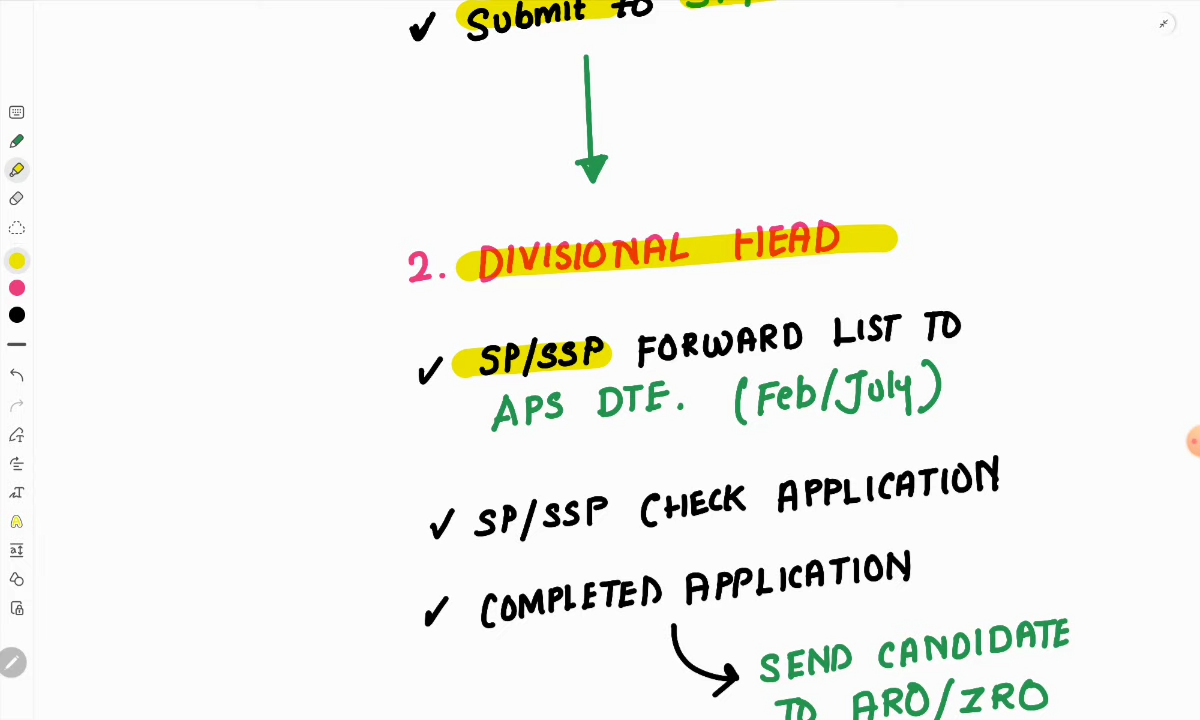 ✓ Submit to
2. DIVISIONAL HEAD
✓ SP/SSP FORWARD LIST TO
APS DTE. (Feb/July)
✓ SP/SSP CHECK APPLICATION
✓ COMPLETED APPLICATION
SEND CANDIDATE
TO ARO/ZRO